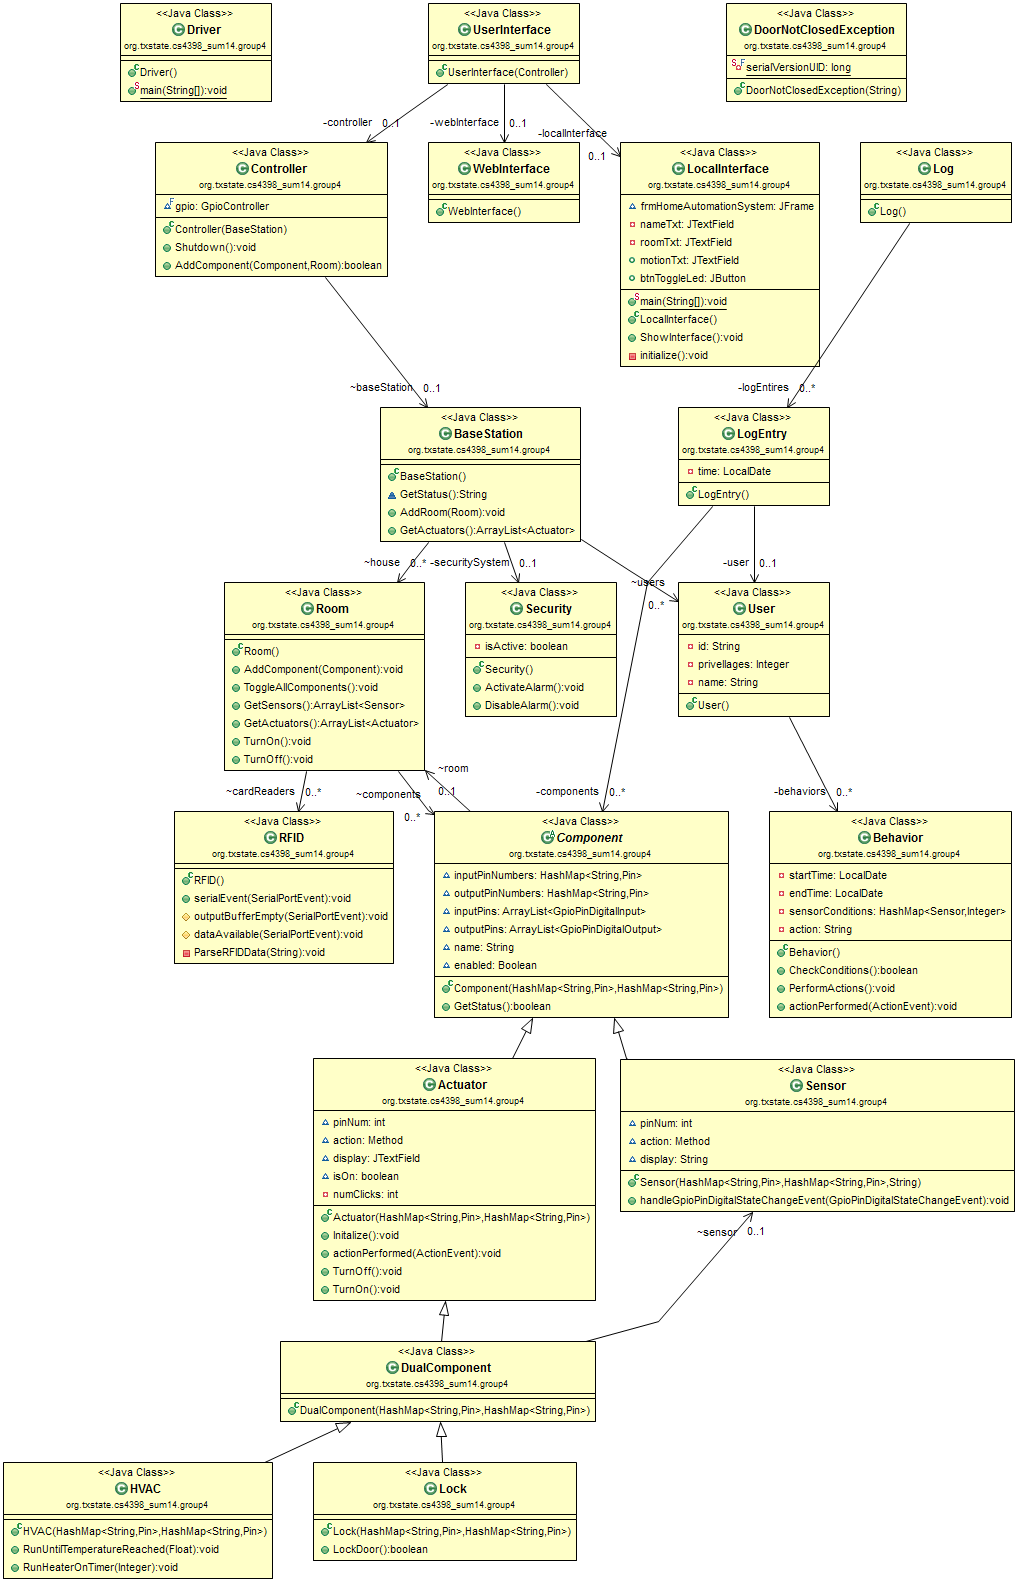 <<Java Class>>
Driver
org.txstate.cs4398_sum14.group4
Driver()
main(String[]):void
<<Java Class>>
UserInterface
org.txstate.cs4398_sum14.group4
UserInterface(Controller)
<<Java Class>>
DoorNotClosedException
org.txstate.cs4398_sum14.group4
serialVersionUID: long
DoorNotClosedException(String)
-controller 0..1
-webInterface 0..1
-localInterface
0..1
<<Java Class>>
Controller
org.txstate.cs4398_sum14.group4
gpio: GpioController
Controller(BaseStation)
Shutdown():void
AddComponent(Component,Room):boolean
<<Java Class>>
WebInterface
org.txstate.cs4398_sum14.group4
WebInterface()
<<Java Class>>
LocalInterface
org.txstate.cs4398_sum14.group4
frmHomeAutomationSystem: JFrame
nameTxt: JTextField
roomTxt: JTextField
motionTxt: JTextField
btnToggleLed: JButton
main(String[]):void
LocalInterface()
ShowInterface():void
initialize():void
<<Java Class>>
Log
org.txstate.cs4398_sum14.group4
Log()
~baseStation 0..1
-logEntires 0..*
<<Java Class>>
BaseStation
org.txstate.cs4398_sum14.group4
BaseStation()
GetStatus():String
AddRoom(Room):void
GetActuators():ArrayList<Actuator>
<<Java Class>>
LogEntry
org.txstate.cs4398_sum14.group4
time: LocalDate
LogEntry()
~house 0..*
-securitySystem 0..1
~users
0..*
-user 0..1
<<Java Class>>
Room
org.txstate.cs4398_sum14.group4
Room()
AddComponent(Component):void
ToggleAllComponents():void
GetSensors():ArrayList<Sensor>
GetActuators():ArrayList<Actuator>
TurnOn():void
TurnOff():void
<<Java Class>>
Security
org.txstate.cs4398_sum14.group4
isActive: boolean
Security()
ActivateAlarm():void
DisableAlarm():void
<<Java Class>>
User
org.txstate.cs4398_sum14.group4
id: String
privellages: Integer
name: String
User()
~cardReaders 0..*
~components
0..*
~room
0..1
-components 0..*
-behaviors 0..*
<<Java Class>>
RFID
org.txstate.cs4398_sum14.group4
RFID()
serialEvent(SerialPortEvent):void
outputBufferEmpty(SerialPortEvent):void
dataAvailable(SerialPortEvent):void
ParseRFIDData(String):void
<<Java Class>>
Component
org.txstate.cs4398_sum14.group4
inputPinNumbers: HashMap<String,Pin>
outputPinNumbers: HashMap<String,Pin>
inputPins: ArrayList<GpioPinDigitalInput>
outputPins: ArrayList<GpioPinDigitalOutput>
name: String
enabled: Boolean
Component(HashMap<String,Pin>,HashMap<String,Pin>)
GetStatus():boolean
<<Java Class>>
Behavior
org.txstate.cs4398_sum14.group4
startTime: LocalDate
endTime: LocalDate
sensorConditions: HashMap<Sensor,Integer>
action: String
Behavior()
CheckConditions():boolean
PerformActions():void
actionPerformed(ActionEvent):void
<<Java Class>>
Actuator
org.txstate.cs4398_sum14.group4
pinNum: int
action: Method
display: JTextField
isOn: boolean
numClicks: int
Actuator(HashMap<String,Pin>,HashMap<String,Pin>)
Initalize():void
actionPerformed(ActionEvent):void
TurnOff():void
TurnOn():void
<<Java Class>>
Sensor
org.txstate.cs4398_sum14.group4
pinNum: int
action: Method
display: String
Sensor(HashMap<String,Pin>,HashMap<String,Pin>,String)
handleGpioPinDigitalStateChangeEvent(GpioPinDigitalStateChangeEvent):void
~sensor 0..1
<<Java Class>>
DualComponent
org.txstate.cs4398_sum14.group4
DualComponent(HashMap<String,Pin>,HashMap<String,Pin>)
<<Java Class>>
HVAC
org.txstate.cs4398_sum14.group4
HVAC(HashMap<String,Pin>,HashMap<String,Pin>)
RunUntilTemperatureReached(Float):void
RunHeaterOnTimer(Integer):void
<<Java Class>>
Lock
org.txstate.cs4398_sum14.group4
Lock(HashMap<String,Pin>,HashMap<String,Pin>)
LockDoor():boolean